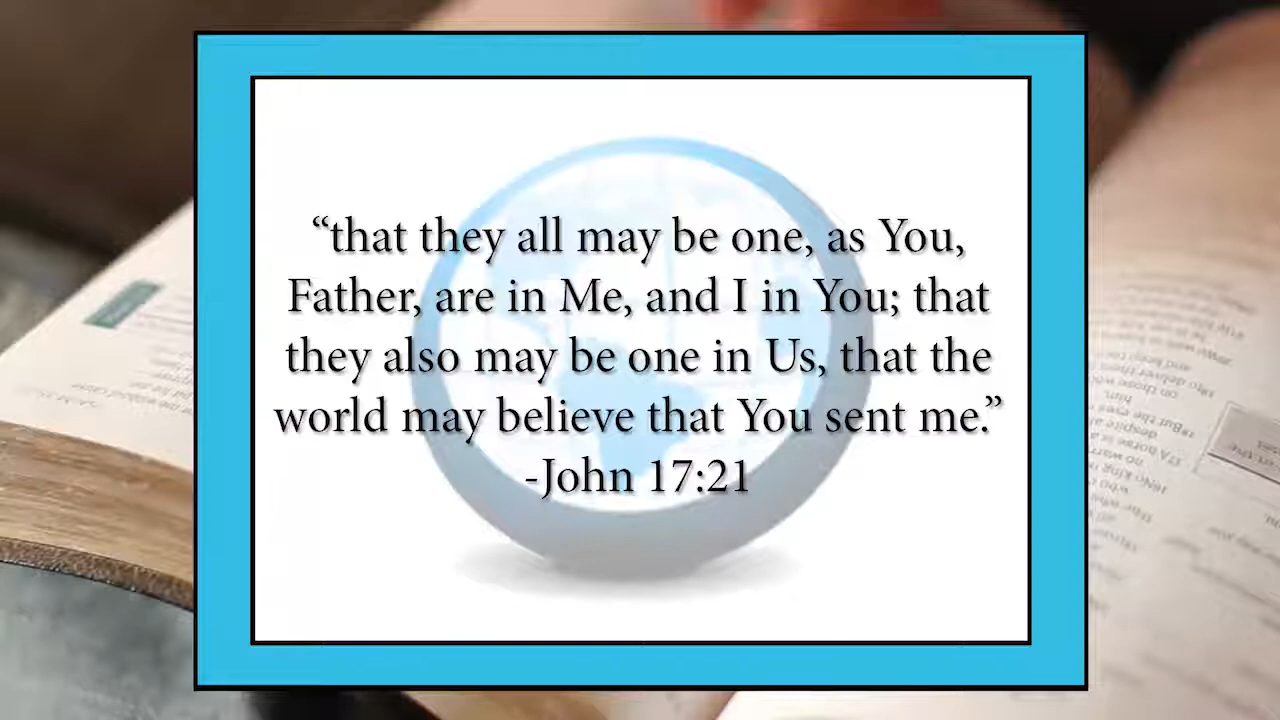 “that they all may be one, as You,
Father, are in Me, and I in You; that
they also may be one in Us, that the
world may believe that You sent me.”
-John 17:21